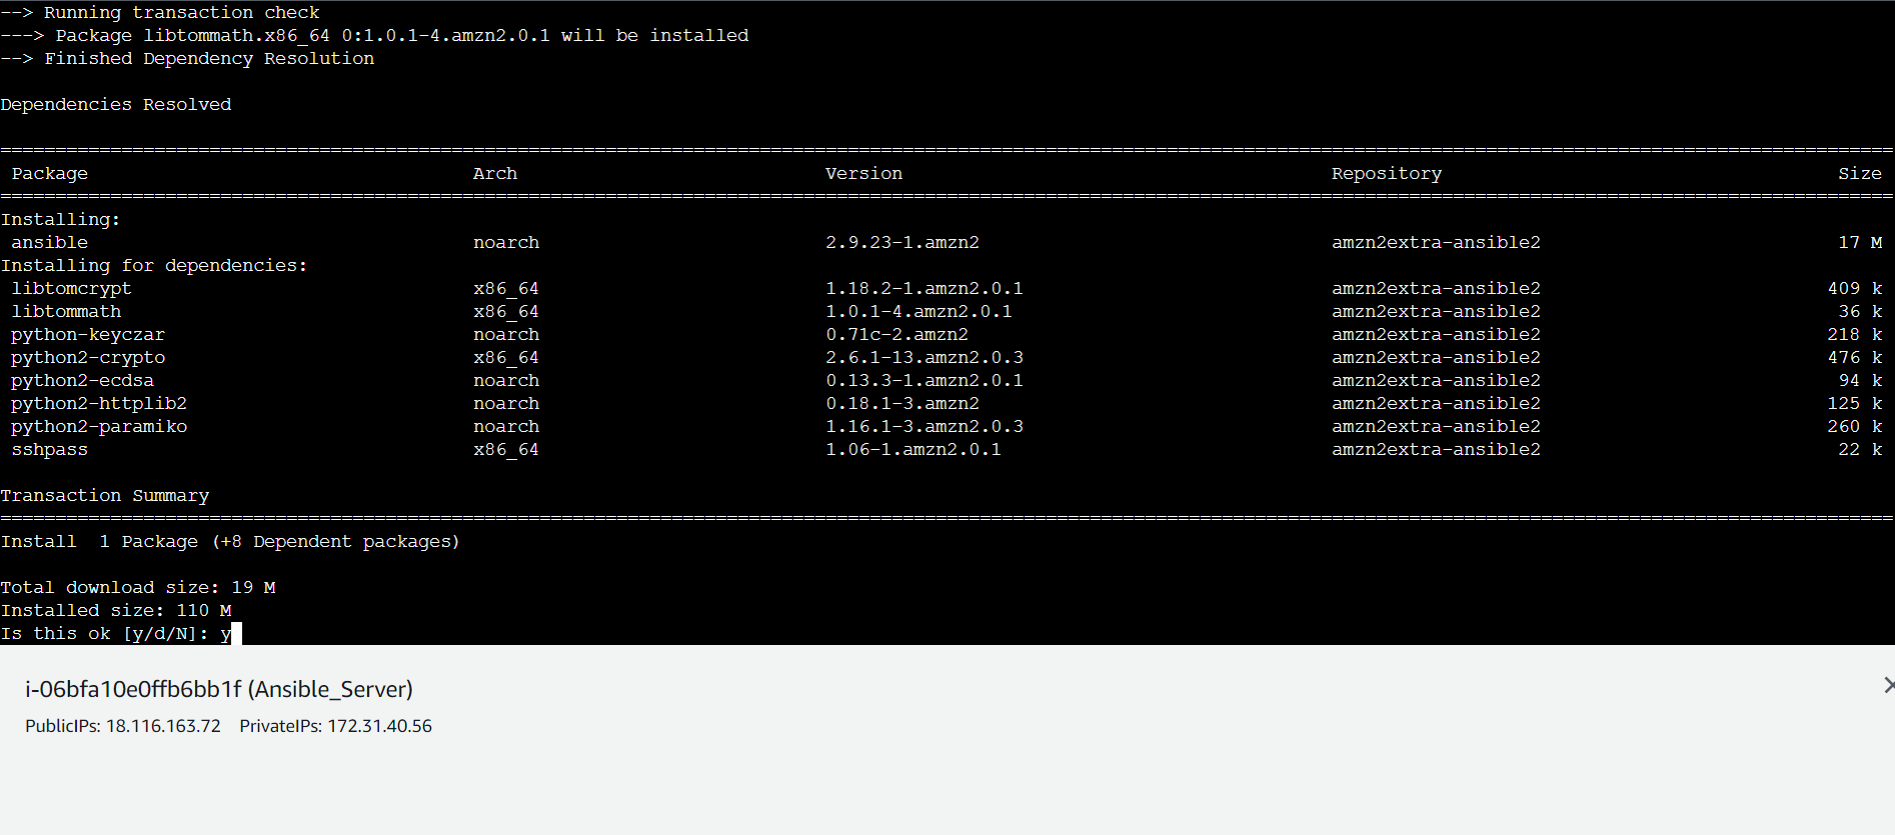 --> Running transaction check
---> Package libtommath.x86_64 0:1.0.1-4.amzn2.0.1 will be installed
--> Finished Dependency Resolution
Dependencies Resolved
Package Arch Version Repository Size
Installing:
ansible noarch 2.9.23-1.amzn2 amzn2extra-ansible2 17 M
Installing for dependencies:
libtomcrypt x86_64 1.18.2-1.amzn2.0.1 amzn2extra-ansible2 409 k
libtommath x86_64 1.0.1-4.amzn2.0.1 amzn2extra-ansible2 36 k
python-keyczar noarch 0.71c-2.amzn2 amzn2extra-ansible2 218 k
python2-crypto x86_64 2.6.1-13.amzn2.0.3 amzn2extra-ansible2 476 k
python2-ecdsa noarch 0.13.3-1.amzn2.0.1 amzn2extra-ansible2 94 k
python2-httplib2 noarch 0.18.1-3.amzn2 amzn2extra-ansible2 125 k
python2-paramiko noarch 1.16.1-3.amzn2.0.3 amzn2extra-ansible2 260 k
sshpass x86_64 1.06-1.amzn2.0.1 amzn2extra-ansible2 22 k
Transaction Summary
Install 1 Package (+8 Dependent packages)
Total download size: 19 M
Installed size: 110 M
Is this ok [y/d/N]: y
i-06bfa10e0ffb6bb1f (Ansible_Server)
PublicIPs: 18.116.163.72 PrivateIPs: 172.31.40.56